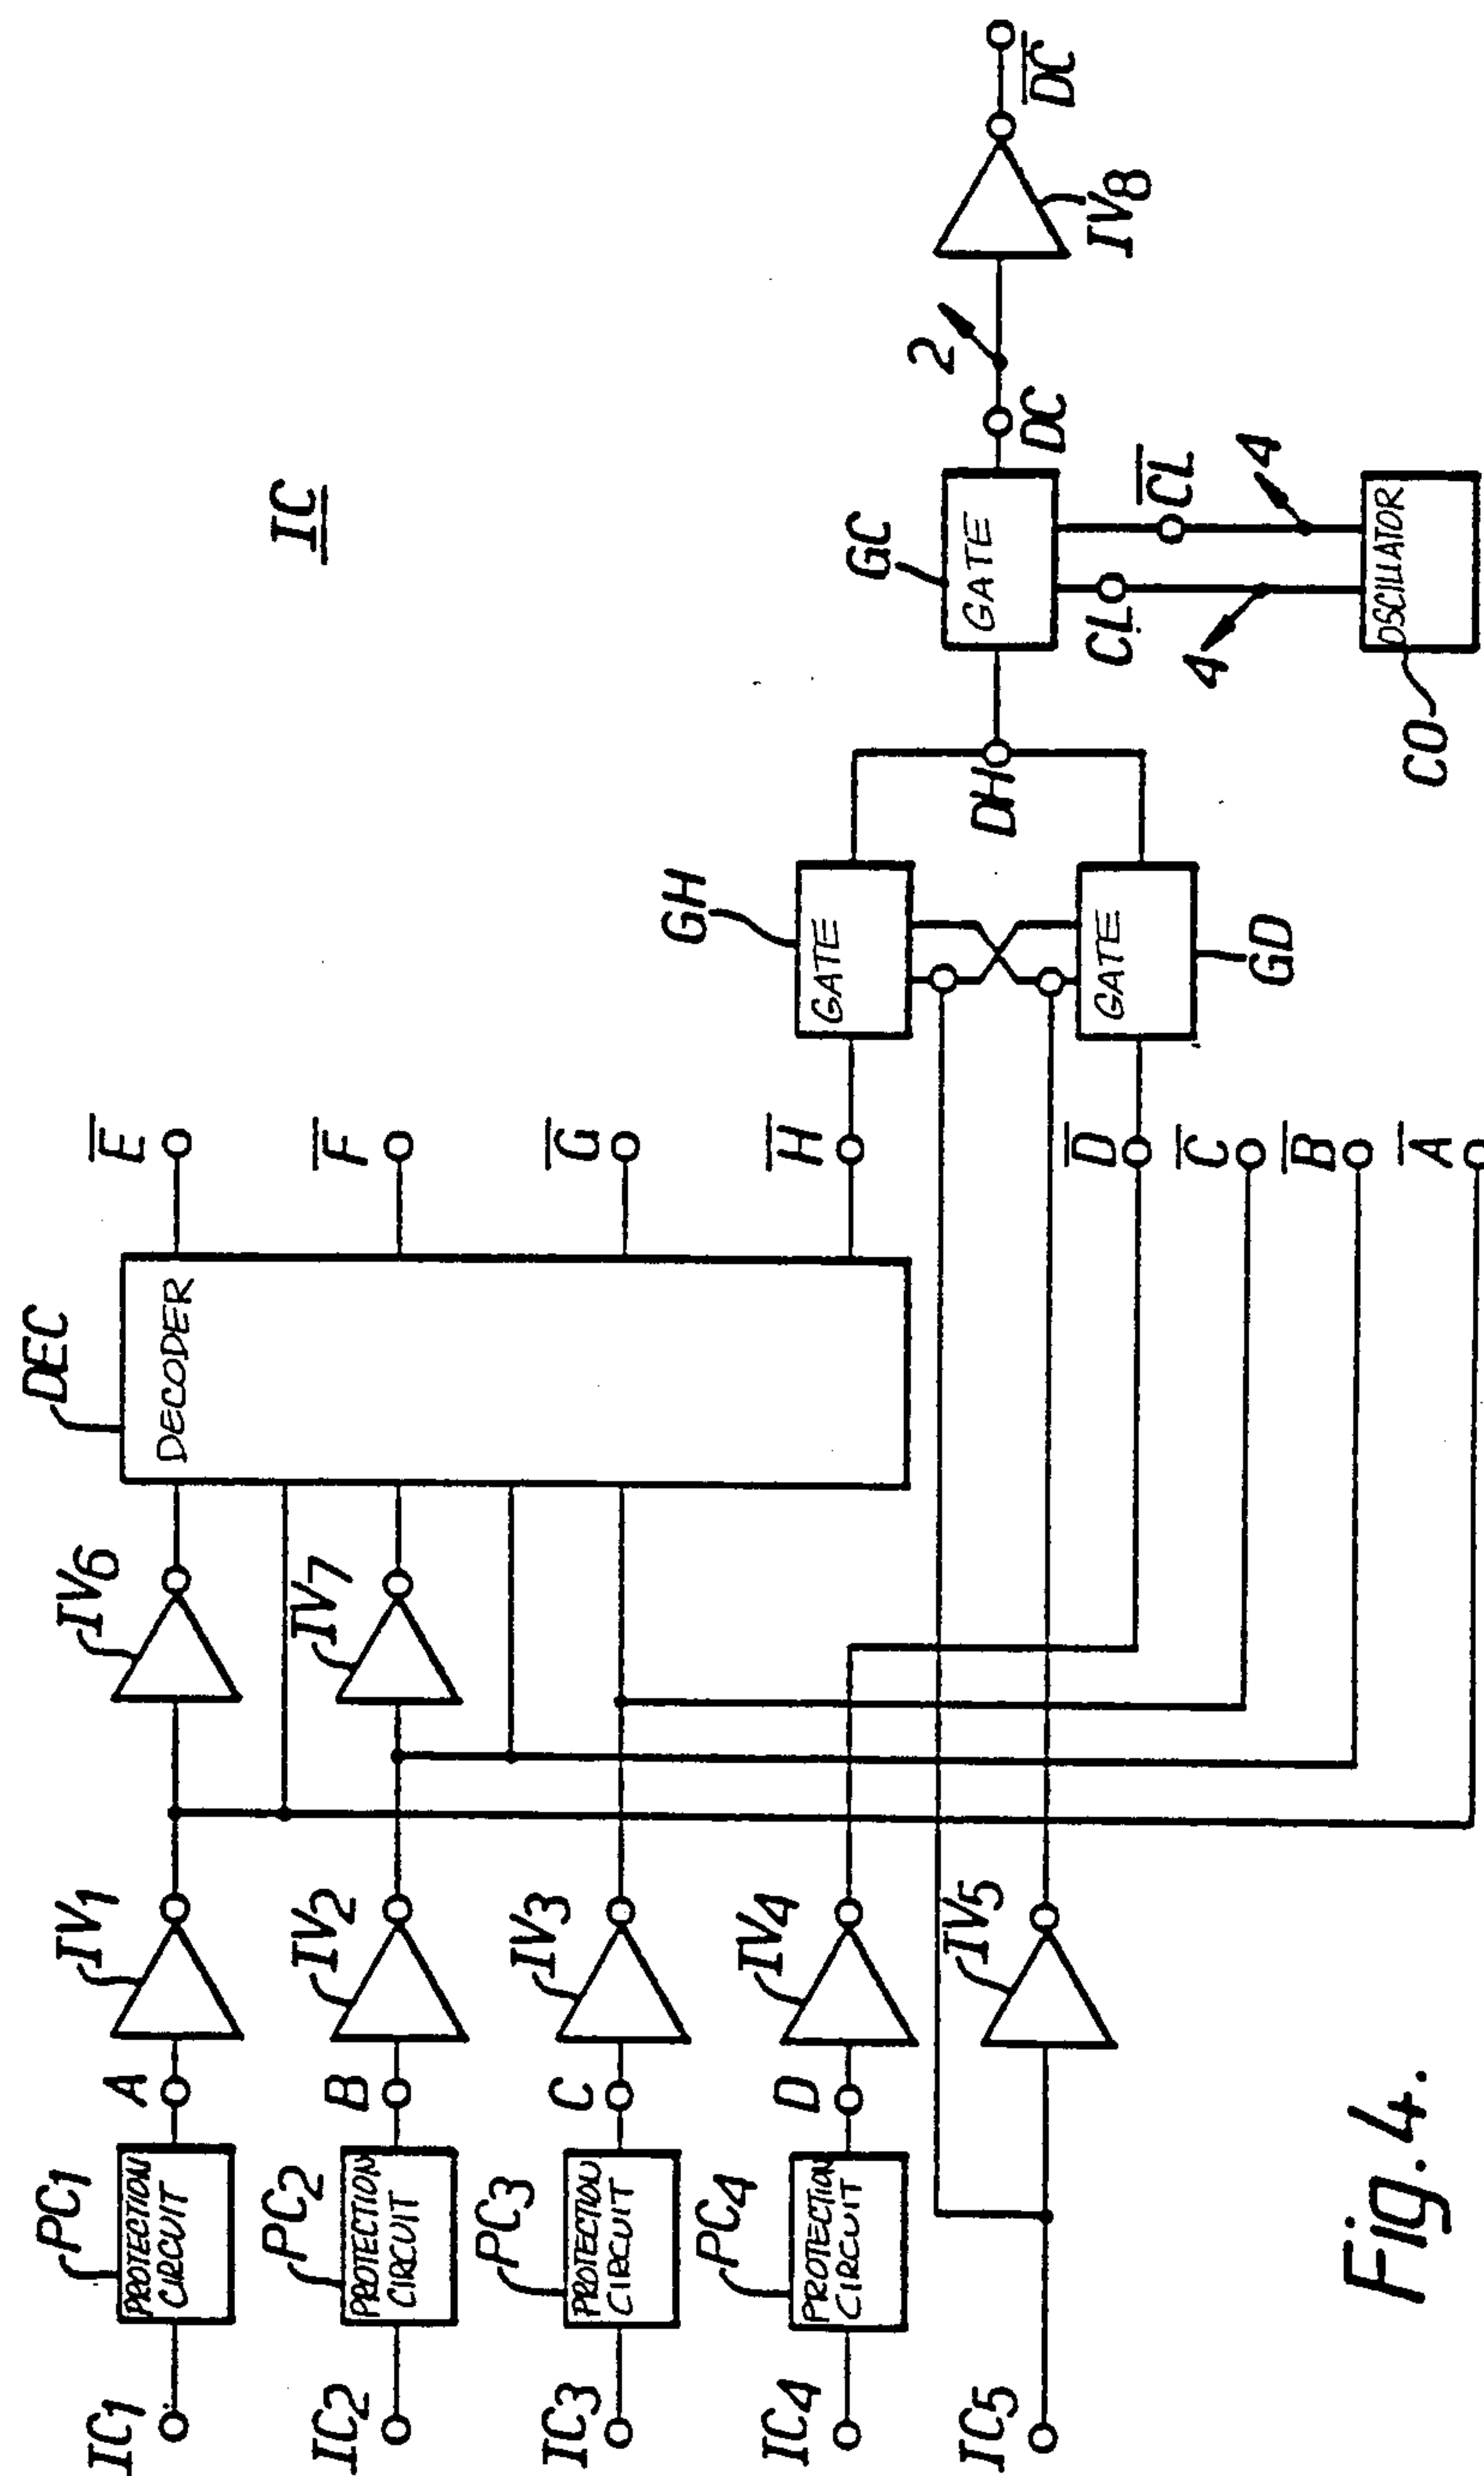 IC
IC1
PC1
PROTECTION
CIRCUIT
A
IV1
IV6
DEC
DECODER
E̅
IC2
PC2
PROTECTION
CIRCUIT
B
IV2
IV7
F̅
IC3
PC3
PROTECTION
CIRCUIT
C
IV3
G̅
IC4
PC4
PROTECTION
CIRCUIT
D
IV4
H̅
GH
GATE
IC5
IV5
D̅
GATE
GD
C̅
B̅
A̅
DH
GC
GATE
DC
2
IV8
D̅C̅
CL
C̅L̅
4
4
OSCILLATOR
CO
Fig. 4.